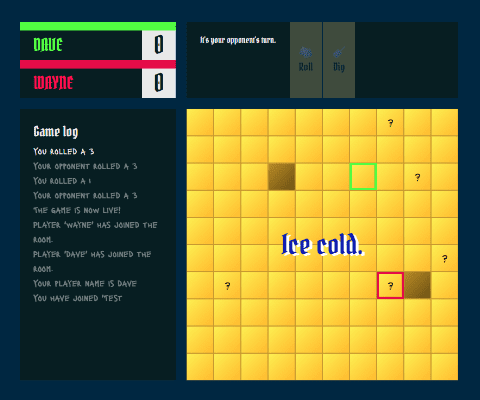 DAVE 0
WAYNE 0
It's your opponent's turn.
Roll
Dig
Game log
YOU ROLLED A 3
YOUR OPPONENT ROLLED A 3
YOU ROLLED A 1
YOUR OPPONENT ROLLED A 3
THE GAME IS NOW LIVE!
PLAYER 'WAYNE' HAS JOINED THE
ROOM.
PLAYER 'DAVE' HAS JOINED THE
ROOM.
YOUR PLAYER NAME IS DAVE
YOU HAVE JOINED 'TEST
?
?
Ice cold.
?
?
?